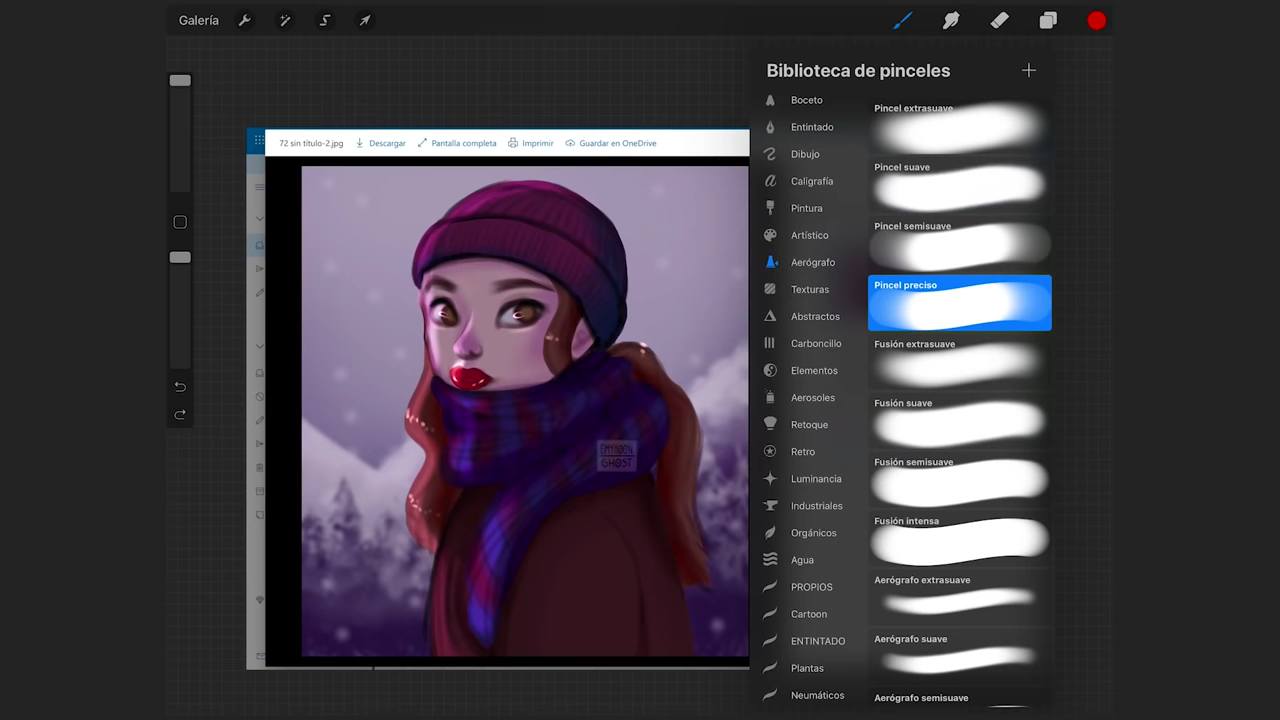 Galería
Biblioteca de pinceles
Boceto
Entintado
Dibujo
Caligrafía
Pintura
Artístico
Aerógrafo
Texturas
Abstractos
Carboncillo
Elementos
Aerosoles
Retoque
Retro
Luminancia
Industriales
Orgánicos
Agua
PROPIOS
Cartoon
ENTINTADO
Plantas
Neumáticos
Pincel extrasuave
Pincel suave
Pincel semisuave
Pincel preciso
Fusión extrasuave
Fusión suave
Fusión semisuave
Fusión intensa
Aerógrafo extrasuave
Aerógrafo suave
Aerógrafo semisuave
72 sin titulo-2.jpg Descargar Pantalla completa Imprimir Guardar en OneDrive
GHOST